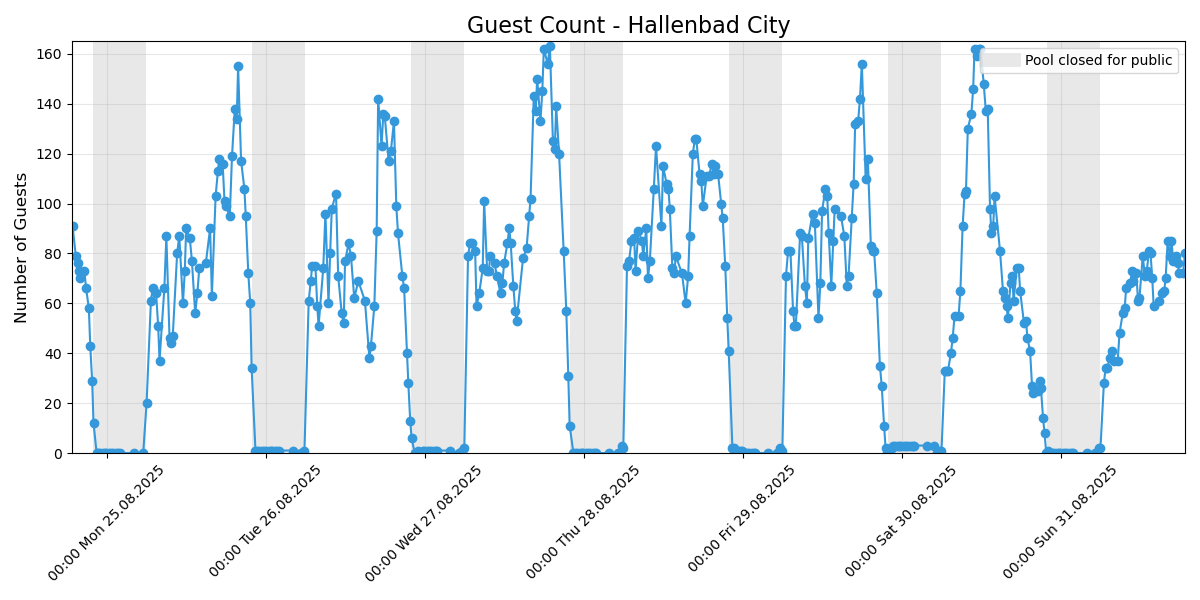 Guest Count - Hallenbad City
Pool closed for public
Number of Guests
160
140
120
100
80
60
40
20
0
00:00 Mon 25.08.2025
00:00 Tue 26.08.2025
00:00 Wed 27.08.2025
00:00 Thu 28.08.2025
00:00 Fri 29.08.2025
00:00 Sat 30.08.2025
00:00 Sun 31.08.2025